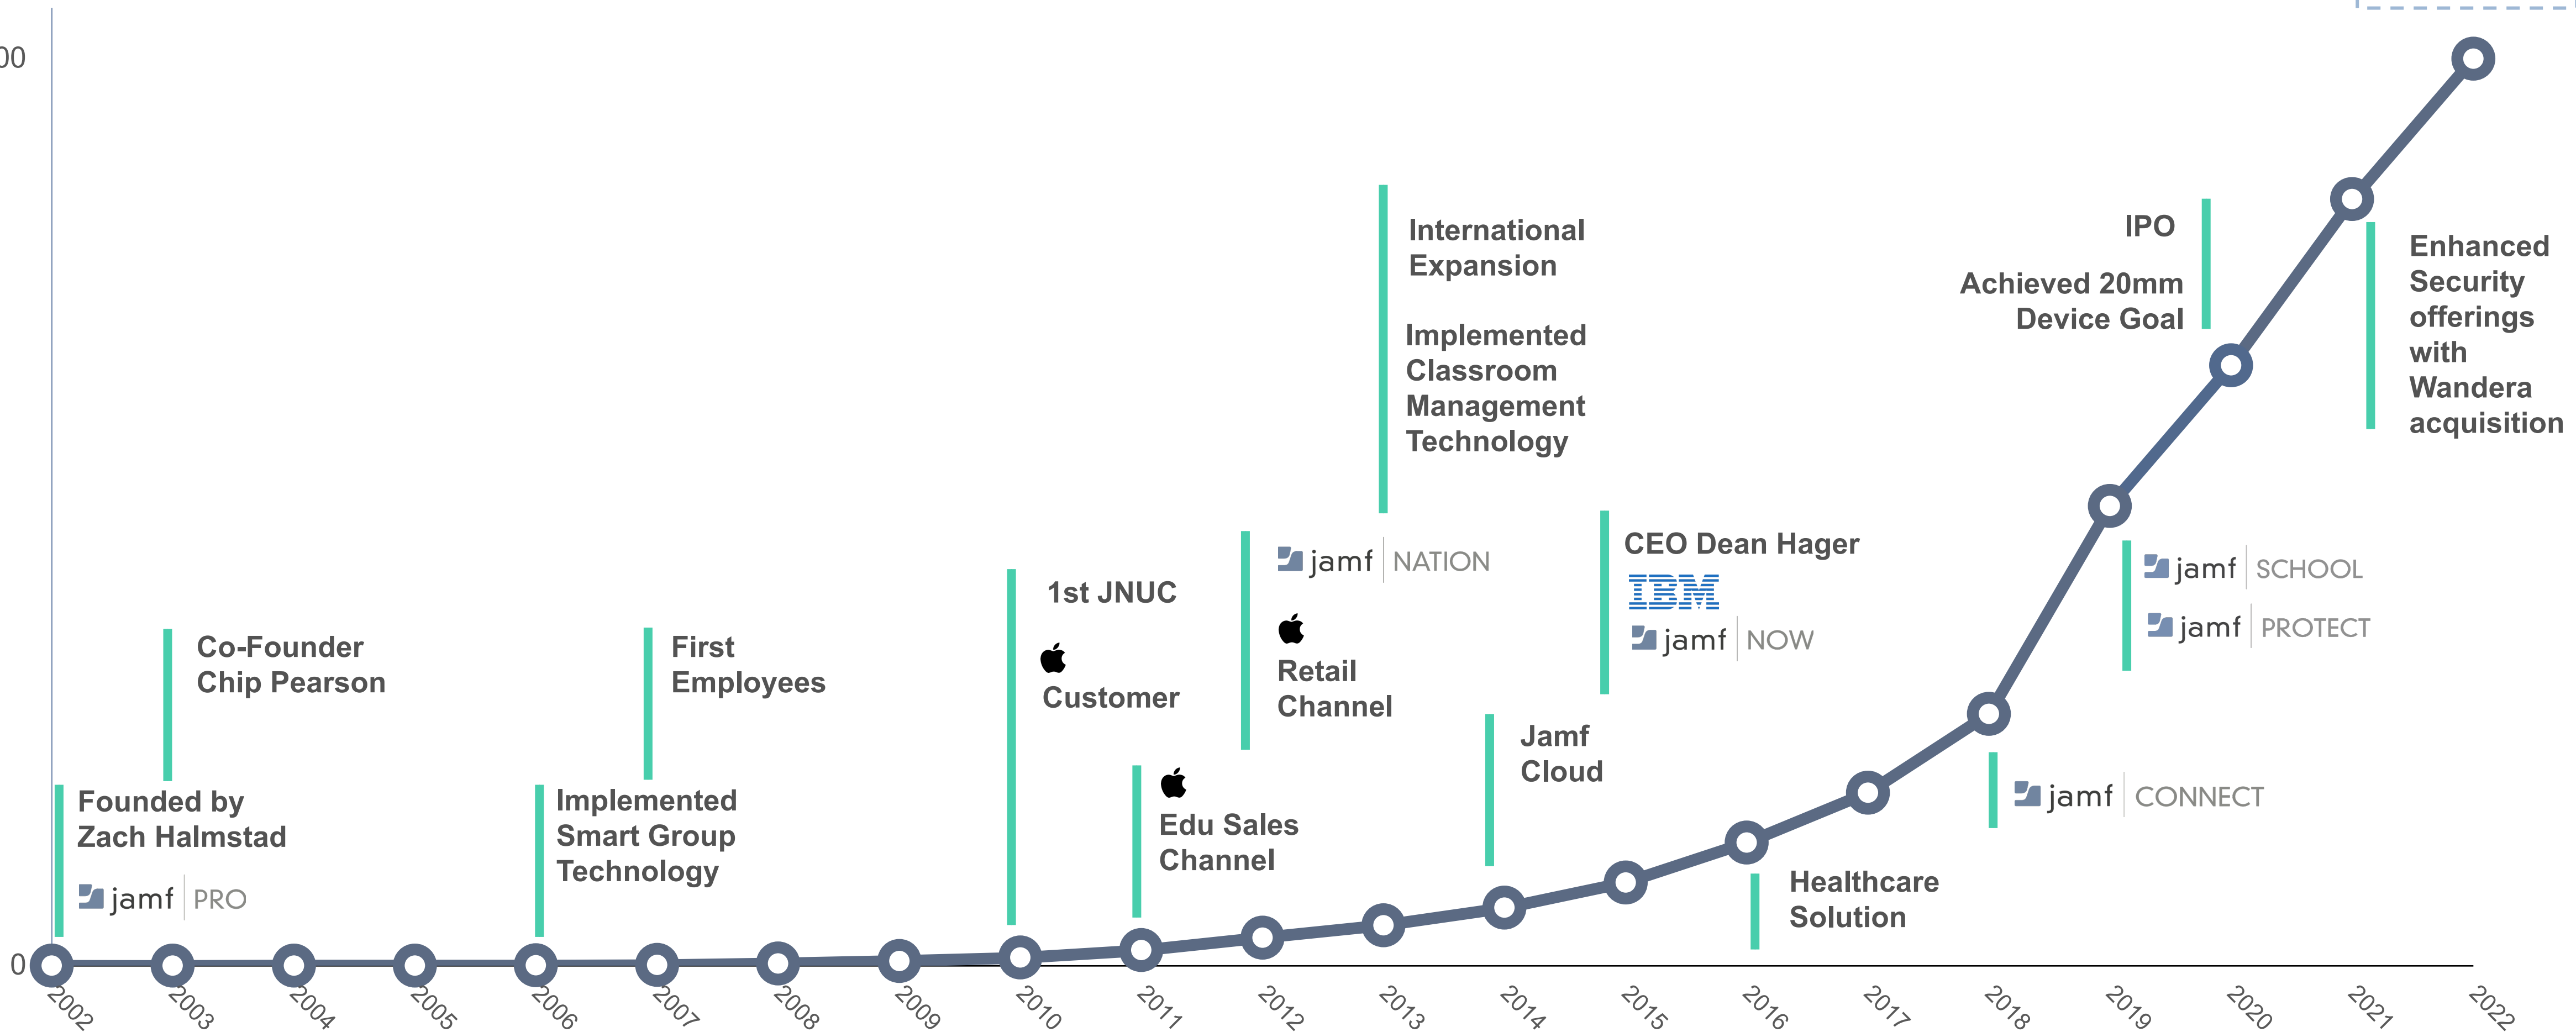 00
International
Expansion
Implemented
Classroom
Management
Technology
IPO
Achieved 20mm
Device Goal
Enhanced
Security
offerings
with
Wandera
acquisition
CEO Dean Hager
IBM
jamf | NOW
jamf | NATION
Retail
Channel
1st JNUC
Customer
jamf | SCHOOL
jamf | PROTECT
Co-Founder
Chip Pearson
First
Employees
Jamf
Cloud
Founded by
Zach Halmstad
jamf | PRO
Implemented
Smart Group
Technology
Edu Sales
Channel
jamf | CONNECT
Healthcare
Solution
0
2002
2003
2004
2005
2006
2007
2008
2009
2010
2011
2012
2013
2014
2015
2016
2017
2018
2019
2020
2021
2022